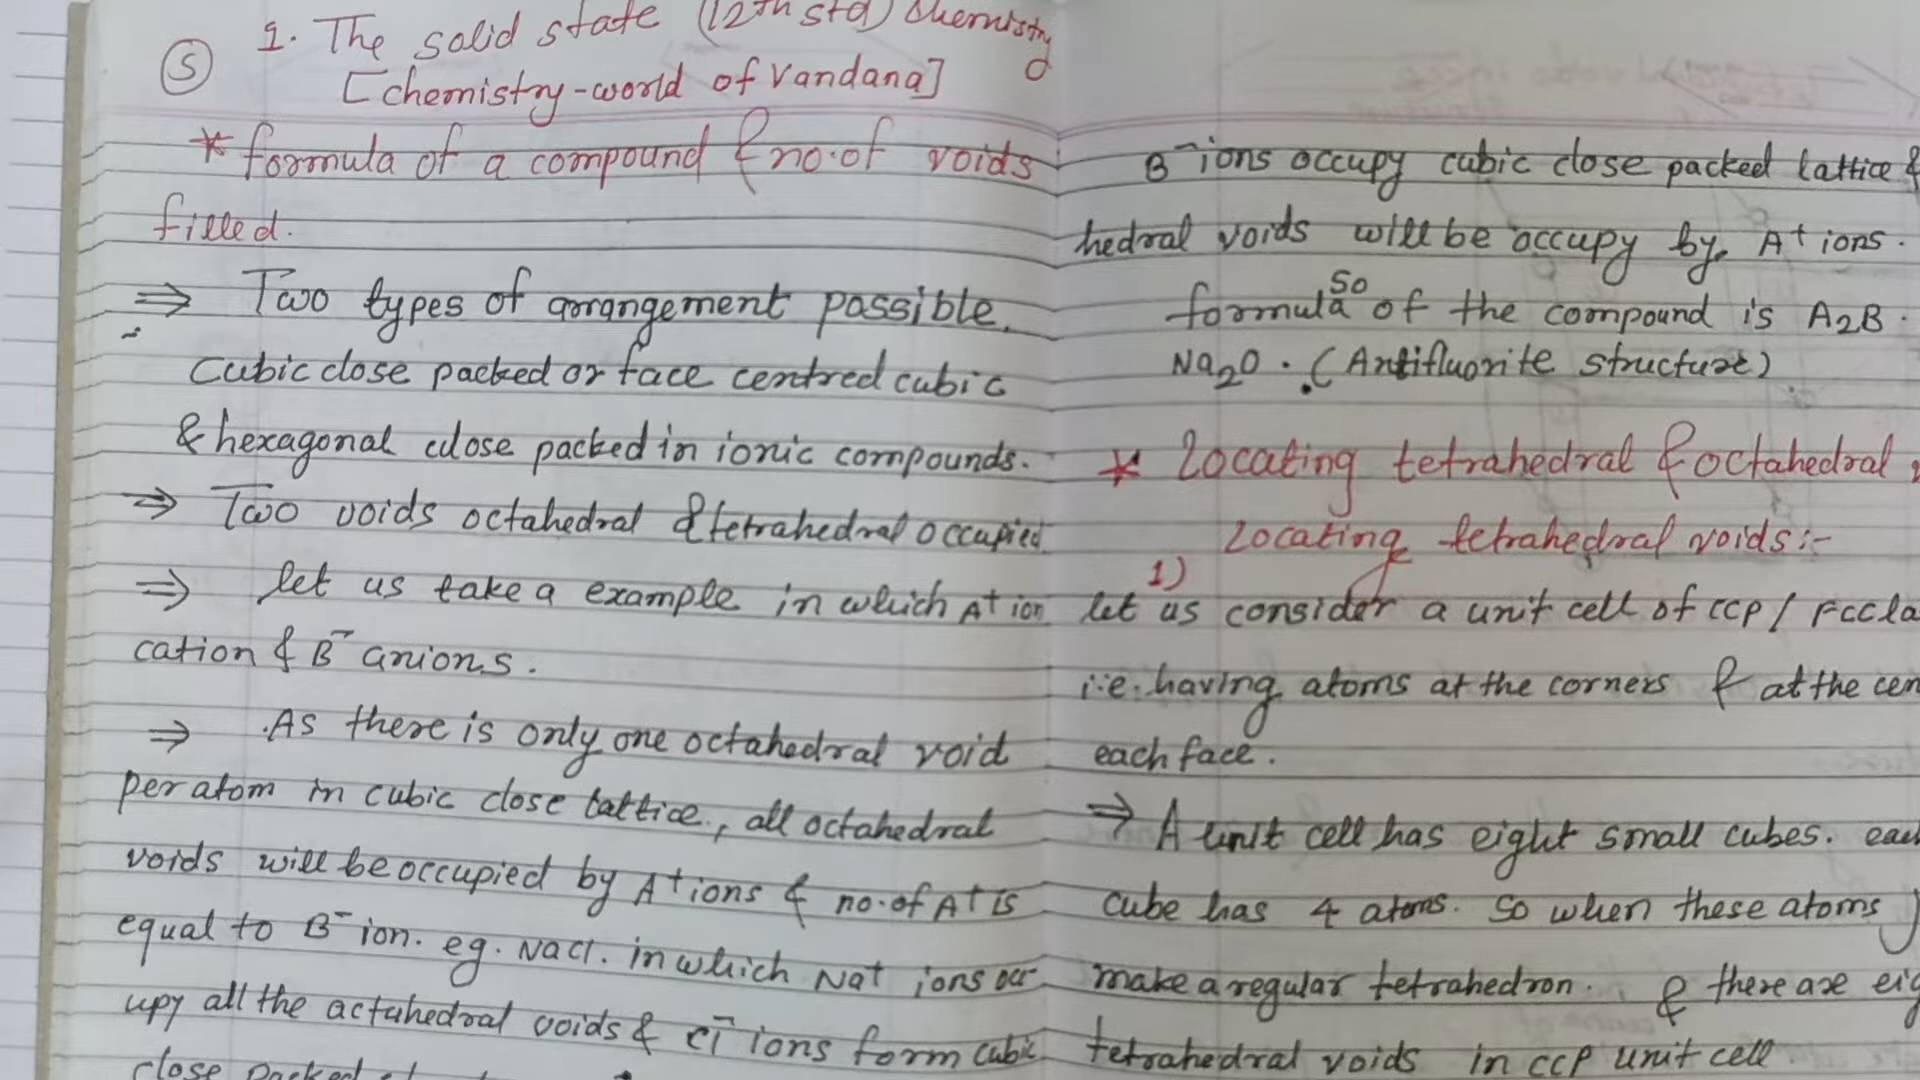 5
1. The solid state (12th std) Chemistry
[chemistry-world of Vandana]
* formula of a compound & no. of voids
filled.
⇒ Two types of arrangement possible.
Cubic close packed or face centred cubic
& hexagonal close packed in ionic compounds.
⇒ Two voids octahedral & tetrahedral occupied
⇒ let us take a example in which A+ ion
cation & B- anions.
⇒ As there is only one octahedral void
per atom in cubic close lattice, all octahedral
voids will be occupied by A+ ions & no. of A+ is
equal to B- ion. eg. NaCl. in which Na+ ions occ-
upy all the actahedral voids & Cl- ions form cubic
close packed
B- ions occupy cubic close packed lattice &
hedral voids will be occupy by A+ ions.
so
formula of the compound is A2B.
Na2O. (Antifluorite structure)
* Locating tetrahedral & octahedral
Locating tetrahedral voids:-
1)
let us consider a unit cell of CCP / FCC la
i.e. having atoms at the corners & at the cen
each face.
⇒ A unit cell has eight small cubes. each
cube has 4 atoms. So when these atoms
make a regular tetrahedron. & there are eig
tetrahedral voids in CCP unit cell